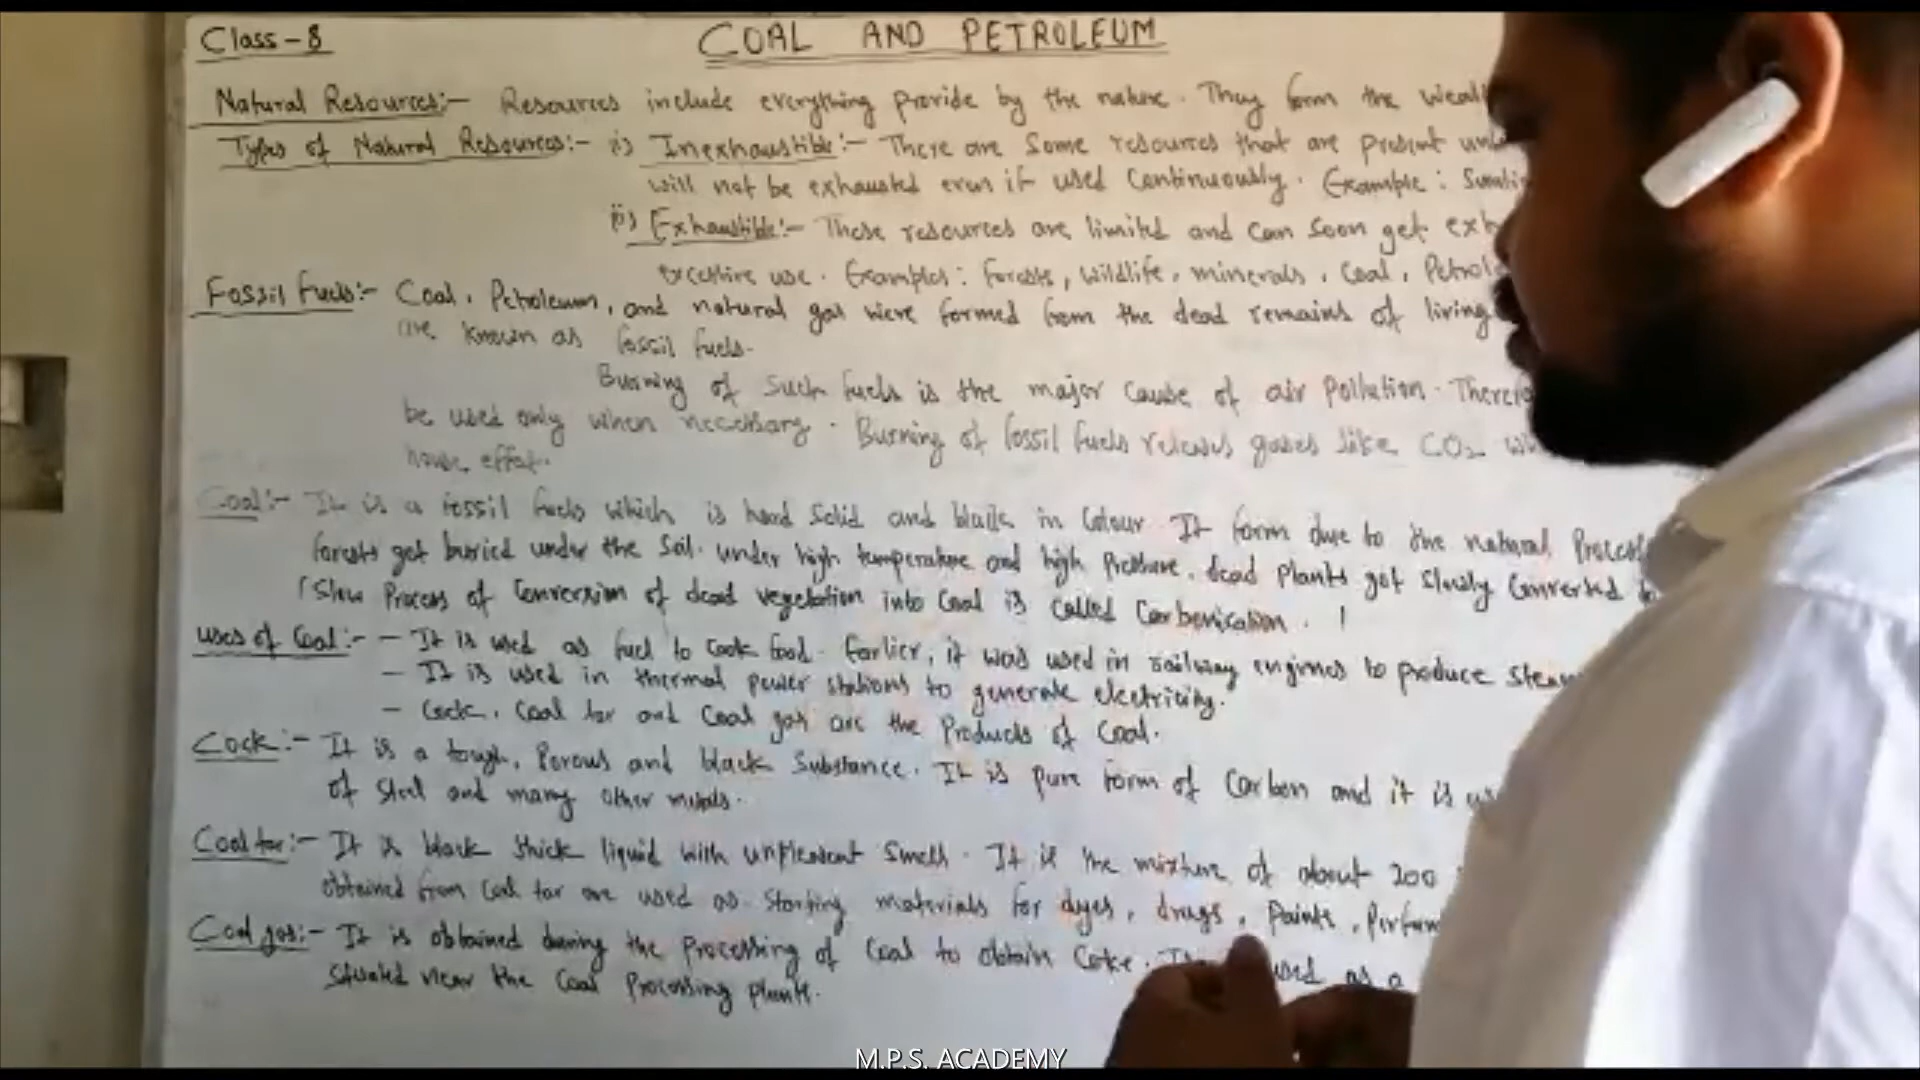 Class-8
COAL AND PETROLEUM
Natural Resources:- Resources include everything provide by the nature. They form the
Types of Natural Resources:- i) Inexhaustible:- There are some resources that are present
will not be exhausted even if used continuously. Example:
ii) Exhaustible:- These resources are limited and can soon get
excessive use. Examples: forests, wildlife, minerals, coal,
Fossil fuels:- Coal, Petroleum, and natural gas were formed from the dead remains of living
are known as fossil fuels.
Burning of such fuels is the major cause of air Pollution.
be used only when necessary. Burning of fossil fuels releases gases like CO2
house effect.
Coal:- It is a fossil fuels which is hard solid and black in colour It form due to the natural
forests get buried under the soil. under high temperature and high Pressure, dead Plants got slowly converted
(Slow Process of Conversion of dead vegetation into Coal is called Carbonication.
uses of Coal:- - It is used as fuel to cook food. Earlier, it was used in railway engines to produce
- It is used in thermal power stations to generate electricity.
- Cock, Coal tar and Coal gas are the Products of Coal.
Cock:- It is a tough, Porous and black Substance. It is pure form of Carbon and it is
of Steel and many other metals.
Coal tar:- It is black thick liquid with smell. It is the mixture of about 200
obtained from Coal tar are used as starting materials for dyes, drugs, Paints,
Coal gas:- It is obtained during the Processing of Coal to obtain Coke. used as a
Situated near the Coal Processing plants.
M.P.S. ACADEMY